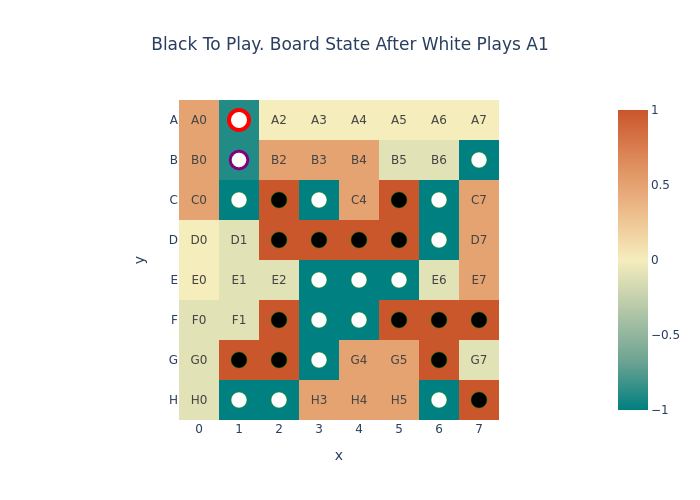 Black To Play. Board State After White Plays A1
A A0 A2 A3 A4 A5 A6 A7
B B0 B2 B3 B4 B5 B6
C C0 C4 C7
D D0 D1 D7
E E0 E1 E2 E6 E7
F F0 F1
G G0 G4 G5 G7
H H0 H3 H4 H5
0 1 2 3 4 5 6 7
x
y
1
0.5
0
−0.5
−1